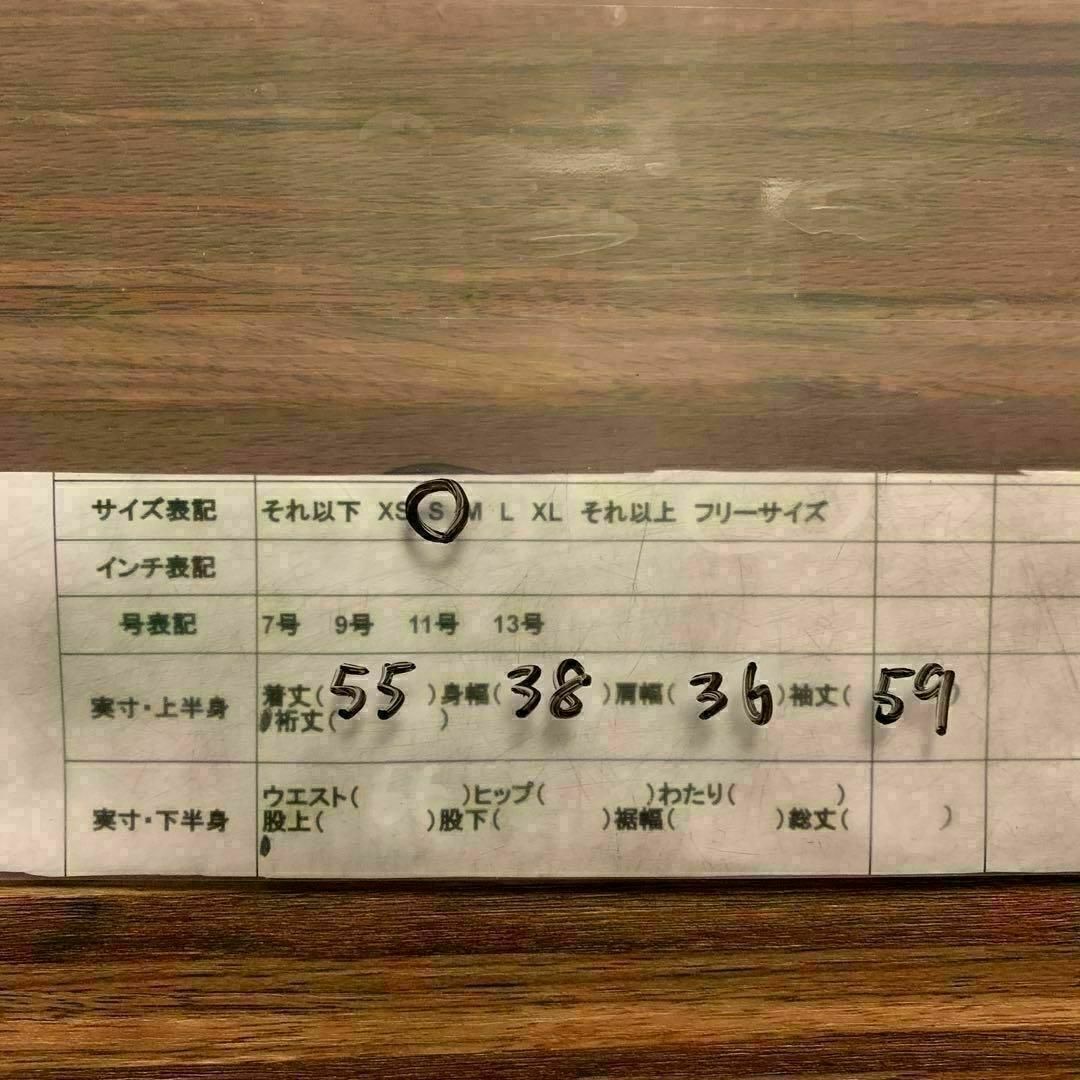 サイズ表記 それ以下 XS S M L XL それ以上 フリーサイズ
インチ表記
号表記 7号 9号 11号 13号
実寸・上半身 着丈( 55 )身幅( 38 )肩幅( 36 )袖丈( 59 )
裄丈( )
実寸・下半身 ウエスト( )ヒップ( )わたり( )
股上( )股下( )裾幅( )総丈( )